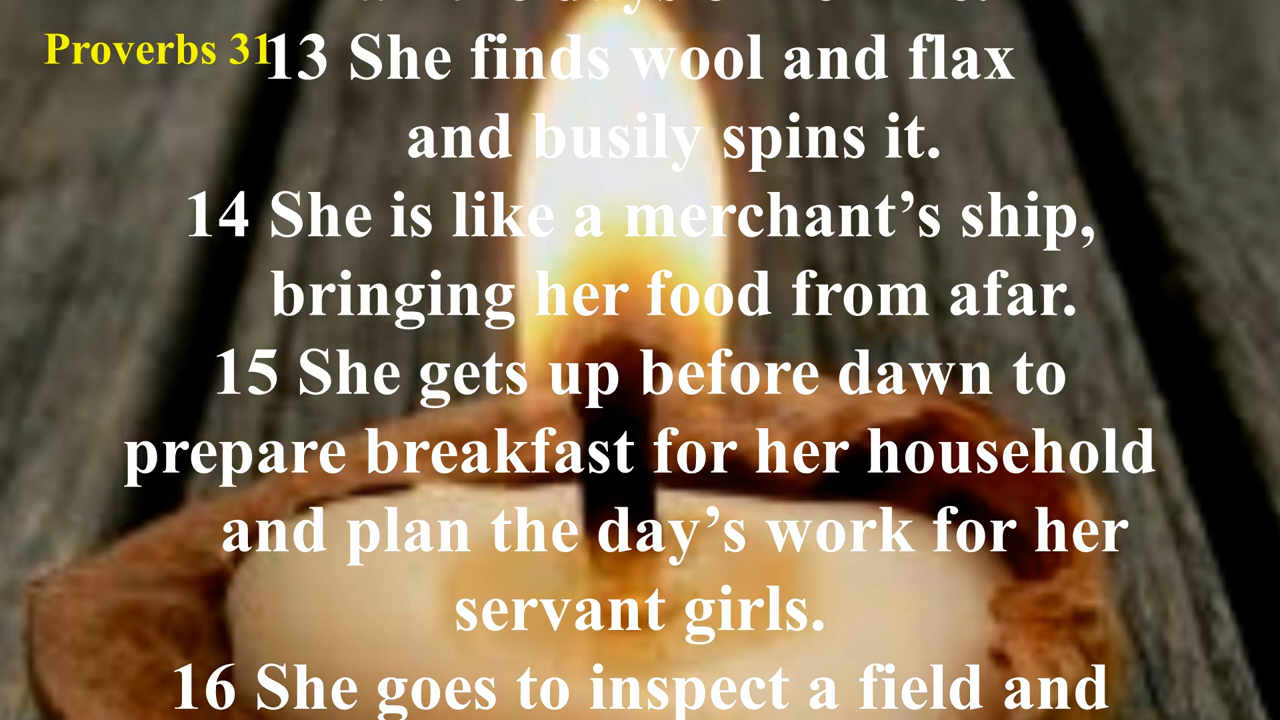 Proverbs 31
13 She finds wool and flax
and busily spins it.
14 She is like a merchant’s ship,
bringing her food from afar.
15 She gets up before dawn to
prepare breakfast for her household
and plan the day’s work for her
servant girls.
16 She goes to inspect a field and